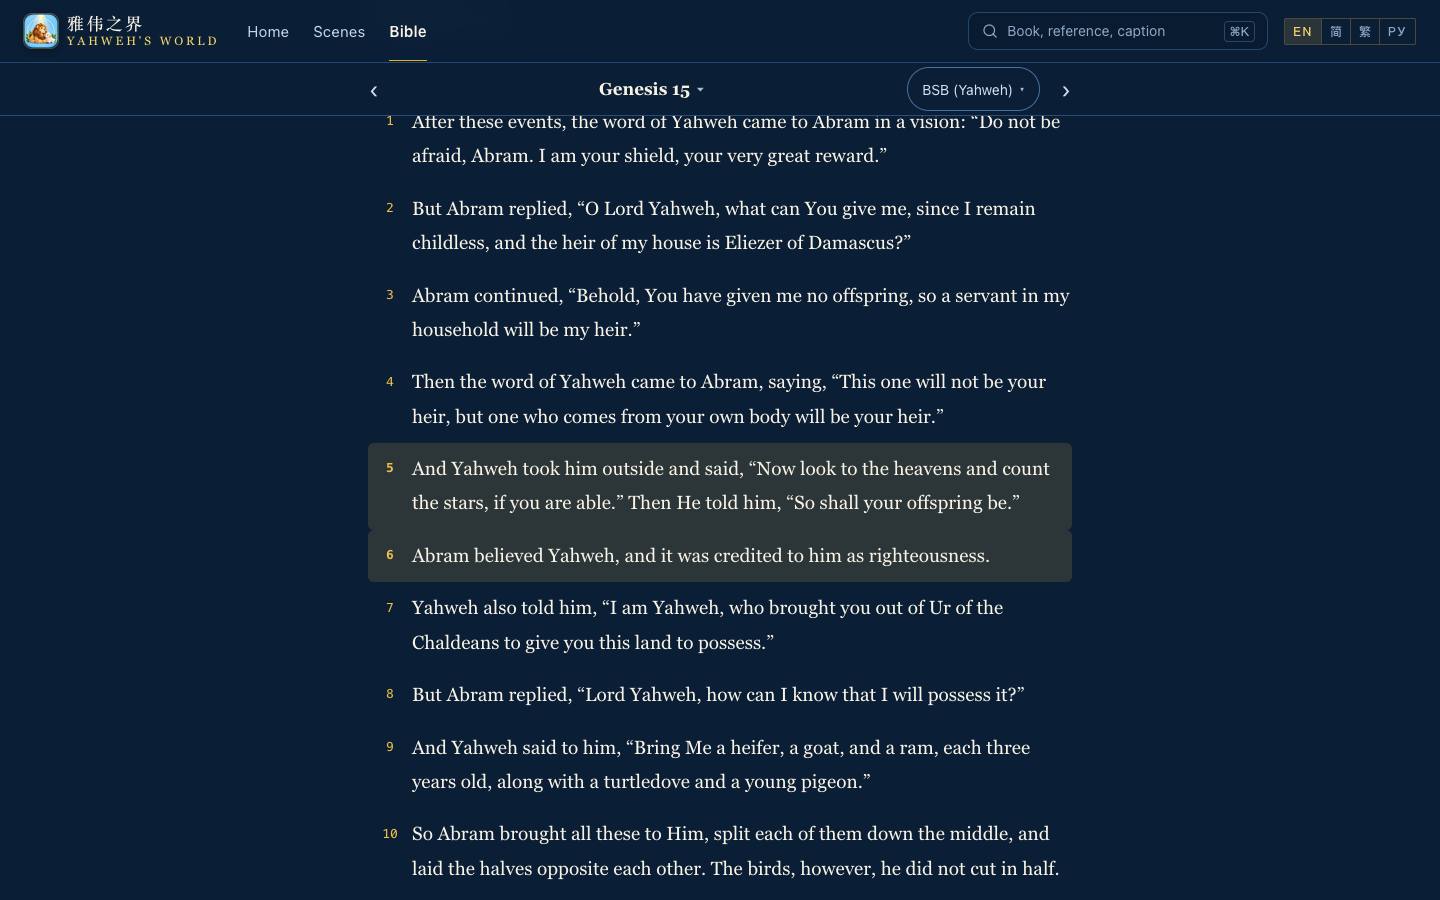 雅伟之界
YAHWEH'S WORLD
Home
Scenes
Bible
Book, reference, caption
⌘K
EN
简
繁
РУ
‹
Genesis 15
BSB (Yahweh)
›
1 After these events, the word of Yahweh came to Abram in a vision: “Do not be
afraid, Abram. I am your shield, your very great reward.”
2 But Abram replied, “O Lord Yahweh, what can You give me, since I remain
childless, and the heir of my house is Eliezer of Damascus?”
3 Abram continued, “Behold, You have given me no offspring, so a servant in my
household will be my heir.”
4 Then the word of Yahweh came to Abram, saying, “This one will not be your
heir, but one who comes from your own body will be your heir.”
5 And Yahweh took him outside and said, “Now look to the heavens and count
the stars, if you are able.” Then He told him, “So shall your offspring be.”
6 Abram believed Yahweh, and it was credited to him as righteousness.
7 Yahweh also told him, “I am Yahweh, who brought you out of Ur of the
Chaldeans to give you this land to possess.”
8 But Abram replied, “Lord Yahweh, how can I know that I will possess it?”
9 And Yahweh said to him, “Bring Me a heifer, a goat, and a ram, each three
years old, along with a turtledove and a young pigeon.”
10 So Abram brought all these to Him, split each of them down the middle, and
laid the halves opposite each other. The birds, however, he did not cut in half.